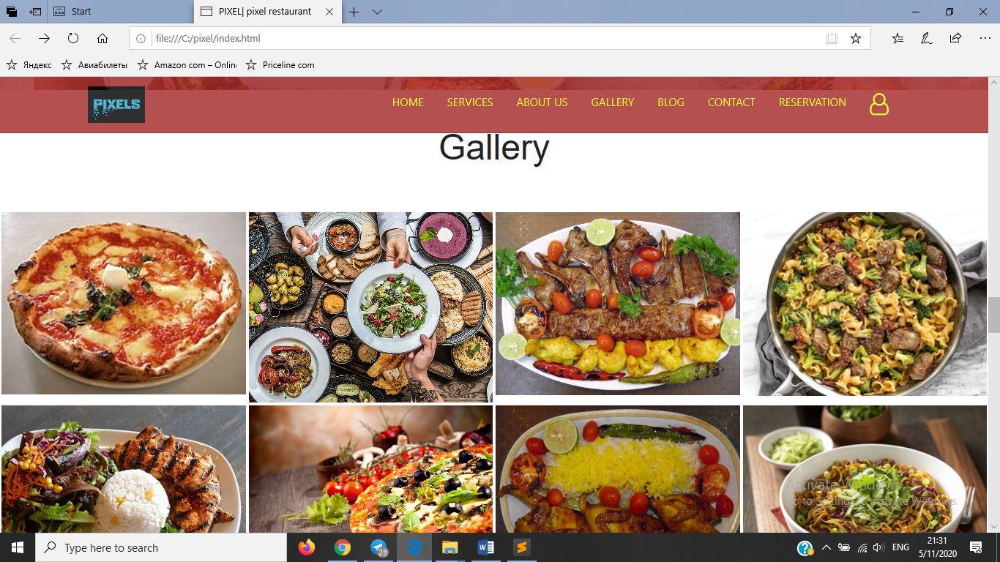 Start
PIXEL| pixel restaurant
file:///C:/pixel/index.html
Яндекс
Авиабилеты
Amazon com – Onlin
Priceline com
PIXELS
HOME
SERVICES
ABOUT US
GALLERY
BLOG
CONTACT
RESERVATION
Gallery
Activate Windows
Go to Settings to activate Windows.
Type here to search
28
ENG
21:31
5/11/2020